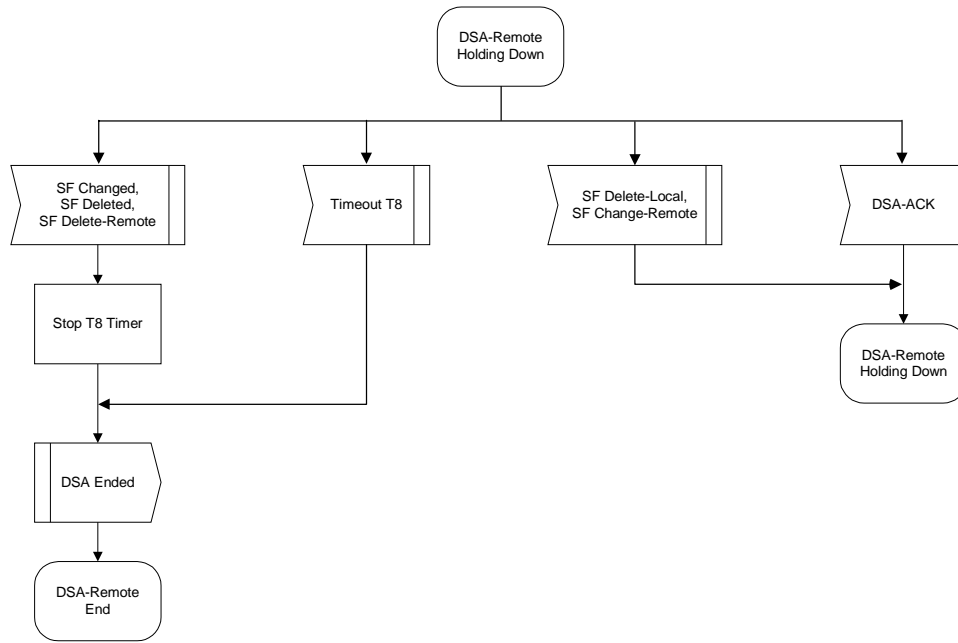 DSA-Remote
Holding Down
SF Changed,
SF Deleted,
SF Delete-Remote
Timeout T8
SF Delete-Local,
SF Change-Remote
DSA-ACK
Stop T8 Timer
DSA-Remote
Holding Down
DSA Ended
DSA-Remote
End